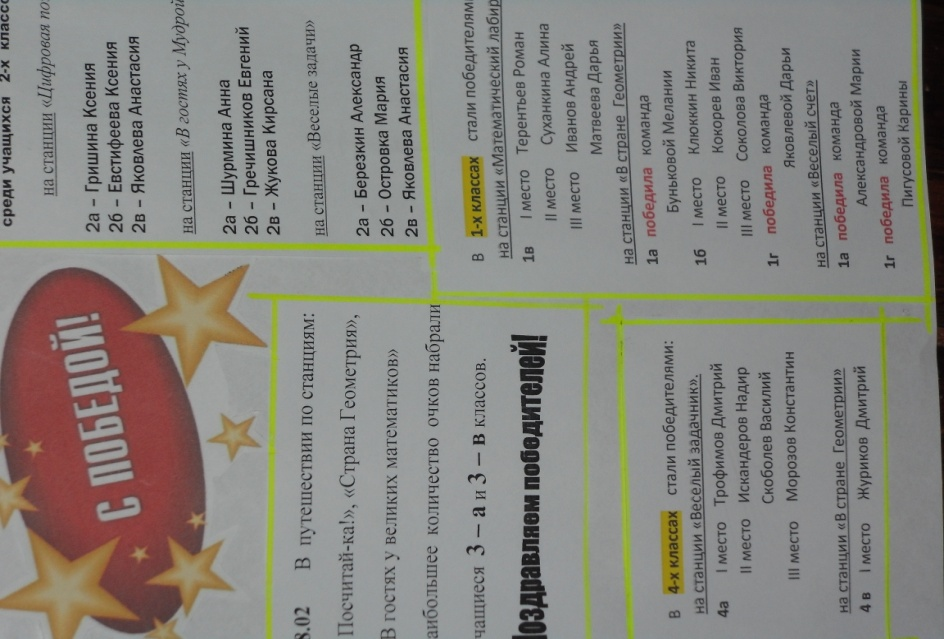 среди учащихся 2-х классо
на станции «Цифровая по
2а – Гришина Ксения
2б – Евстифеева Ксения
2в – Яковлева Анастасия
на станции «В гостях у Мудрой
2а – Шурмина Анна
2б – Гречишников Евгений
2в – Жукова Кирсана
на станции «Веселые задачи»
2а – Березкин Александр
2б – Островка Мария
2в – Яковлева Анастасия
В 1-х классах стали победителям
на станции «Математический лабир
1в I место Терентьев Роман
II место Суханкина Алина
III место Иванов Андрей
Матвеева Дарья
на станции «В стране Геометрии»
1а победила команда
Буньковой Мелании
1б I место Клюккин Никита
II место Кокорев Иван
III место Соколова Виктория
1г победила команда
Яковлевой Дарьи
на станции «Веселый счет»
1а победила команда
Александровой Марии
1г победила команда
Пигусовой Карины
С ПОБЕДОЙ!
8.02 В путешествии по станциям:
Посчитай-ка!», «Страна Геометрия»,
В гостях у великих математиков»
аибольшее количество очков набрали
чащиеся 3 – а и 3 – в классов.
Поздравляем победителей!
В 4-х классах стали победителями:
на станции «Веселый задачник».
4а I место Трофимов Дмитрий
II место Искандеров Надир
Скоболев Василий
III место Морозов Константин
на станции «В стране Геометрии»
4 в I место Журиков Дмитрий